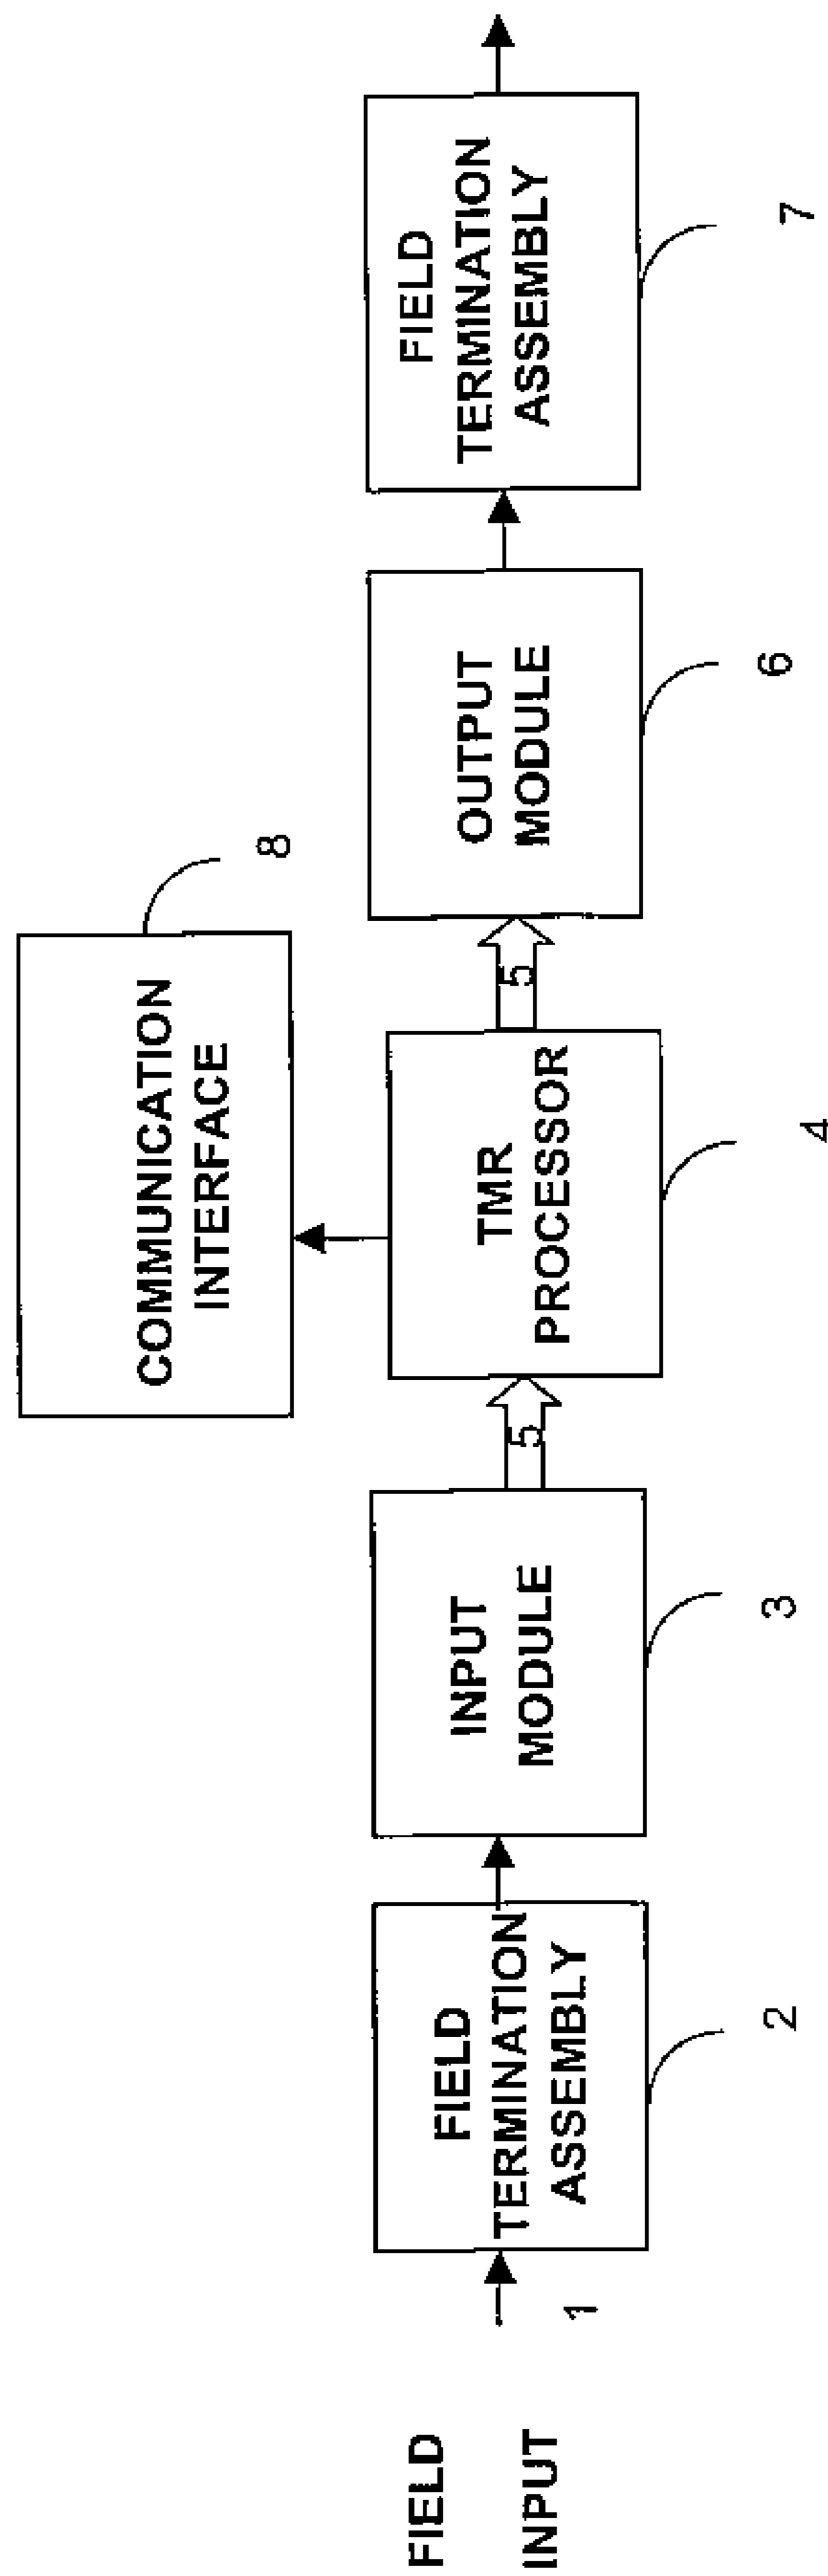 COMMUNICATION
INTERFACE
8
FIELD
INPUT
1
FIELD
TERMINATION
ASSEMBLY
2
INPUT
MODULE
3
5
TMR
PROCESSOR
4
5
OUTPUT
MODULE
6
FIELD
TERMINATION
ASSEMBLY
7